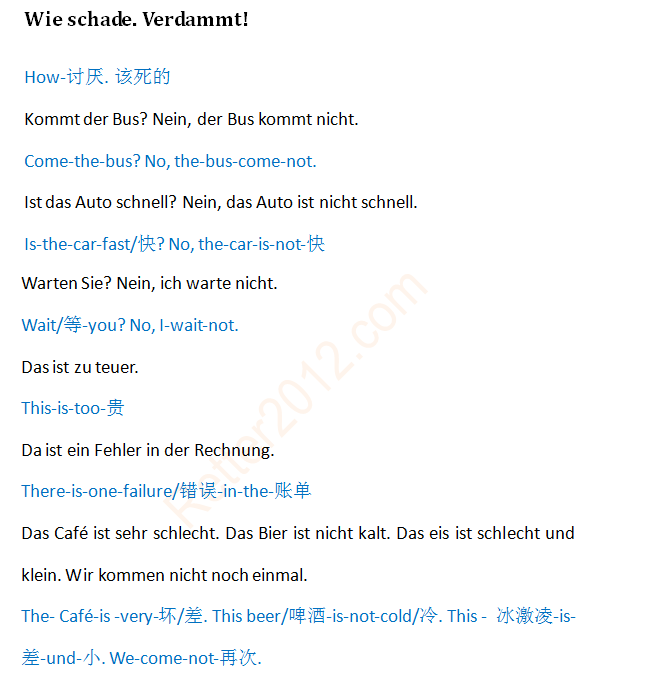 Wie schade. Verdammt!
How-讨厌. 该死的
Kommt der Bus? Nein, der Bus kommt nicht.
Come-the-bus? No, the-bus-come-not.
Ist das Auto schnell? Nein, das Auto ist nicht schnell.
Is-the-car-fast/快? No, the-car-is-not-快
Warten Sie? Nein, ich warte nicht.
Wait/等-you? No, I-wait-not.
Das ist zu teuer.
This-is-too-贵
Da ist ein Fehler in der Rechnung.
There-is-one-failure/错误-in-the-账单
Das Café ist sehr schlecht. Das Bier ist nicht kalt. Das eis ist schlecht und
klein. Wir kommen nicht noch einmal.
The- Café-is -very-坏/差. This beer/啤酒-is-not-cold/冷. This - 冰激凌-is-
差-und-小. We-come-not-再次.
Retter2012.com